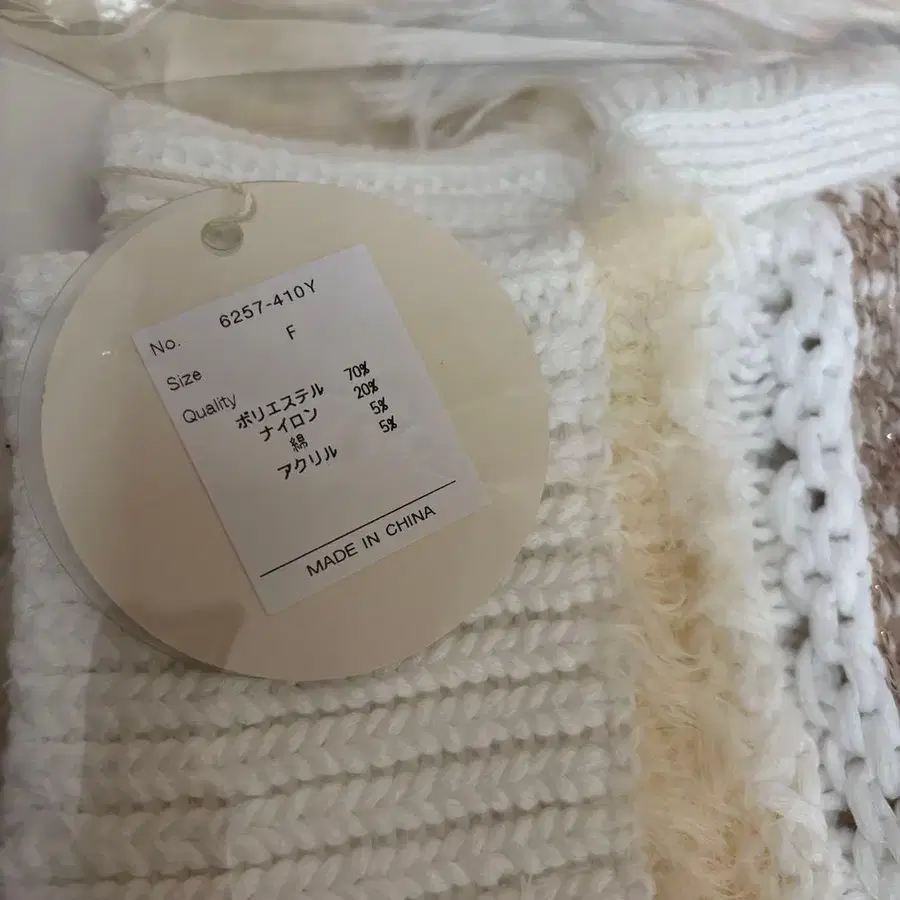 No. 6257-410Y
Size F
Quality
ポリエステル 70%
ナイロン 20%
綿 5%
アクリル 5%
MADE IN CHINA